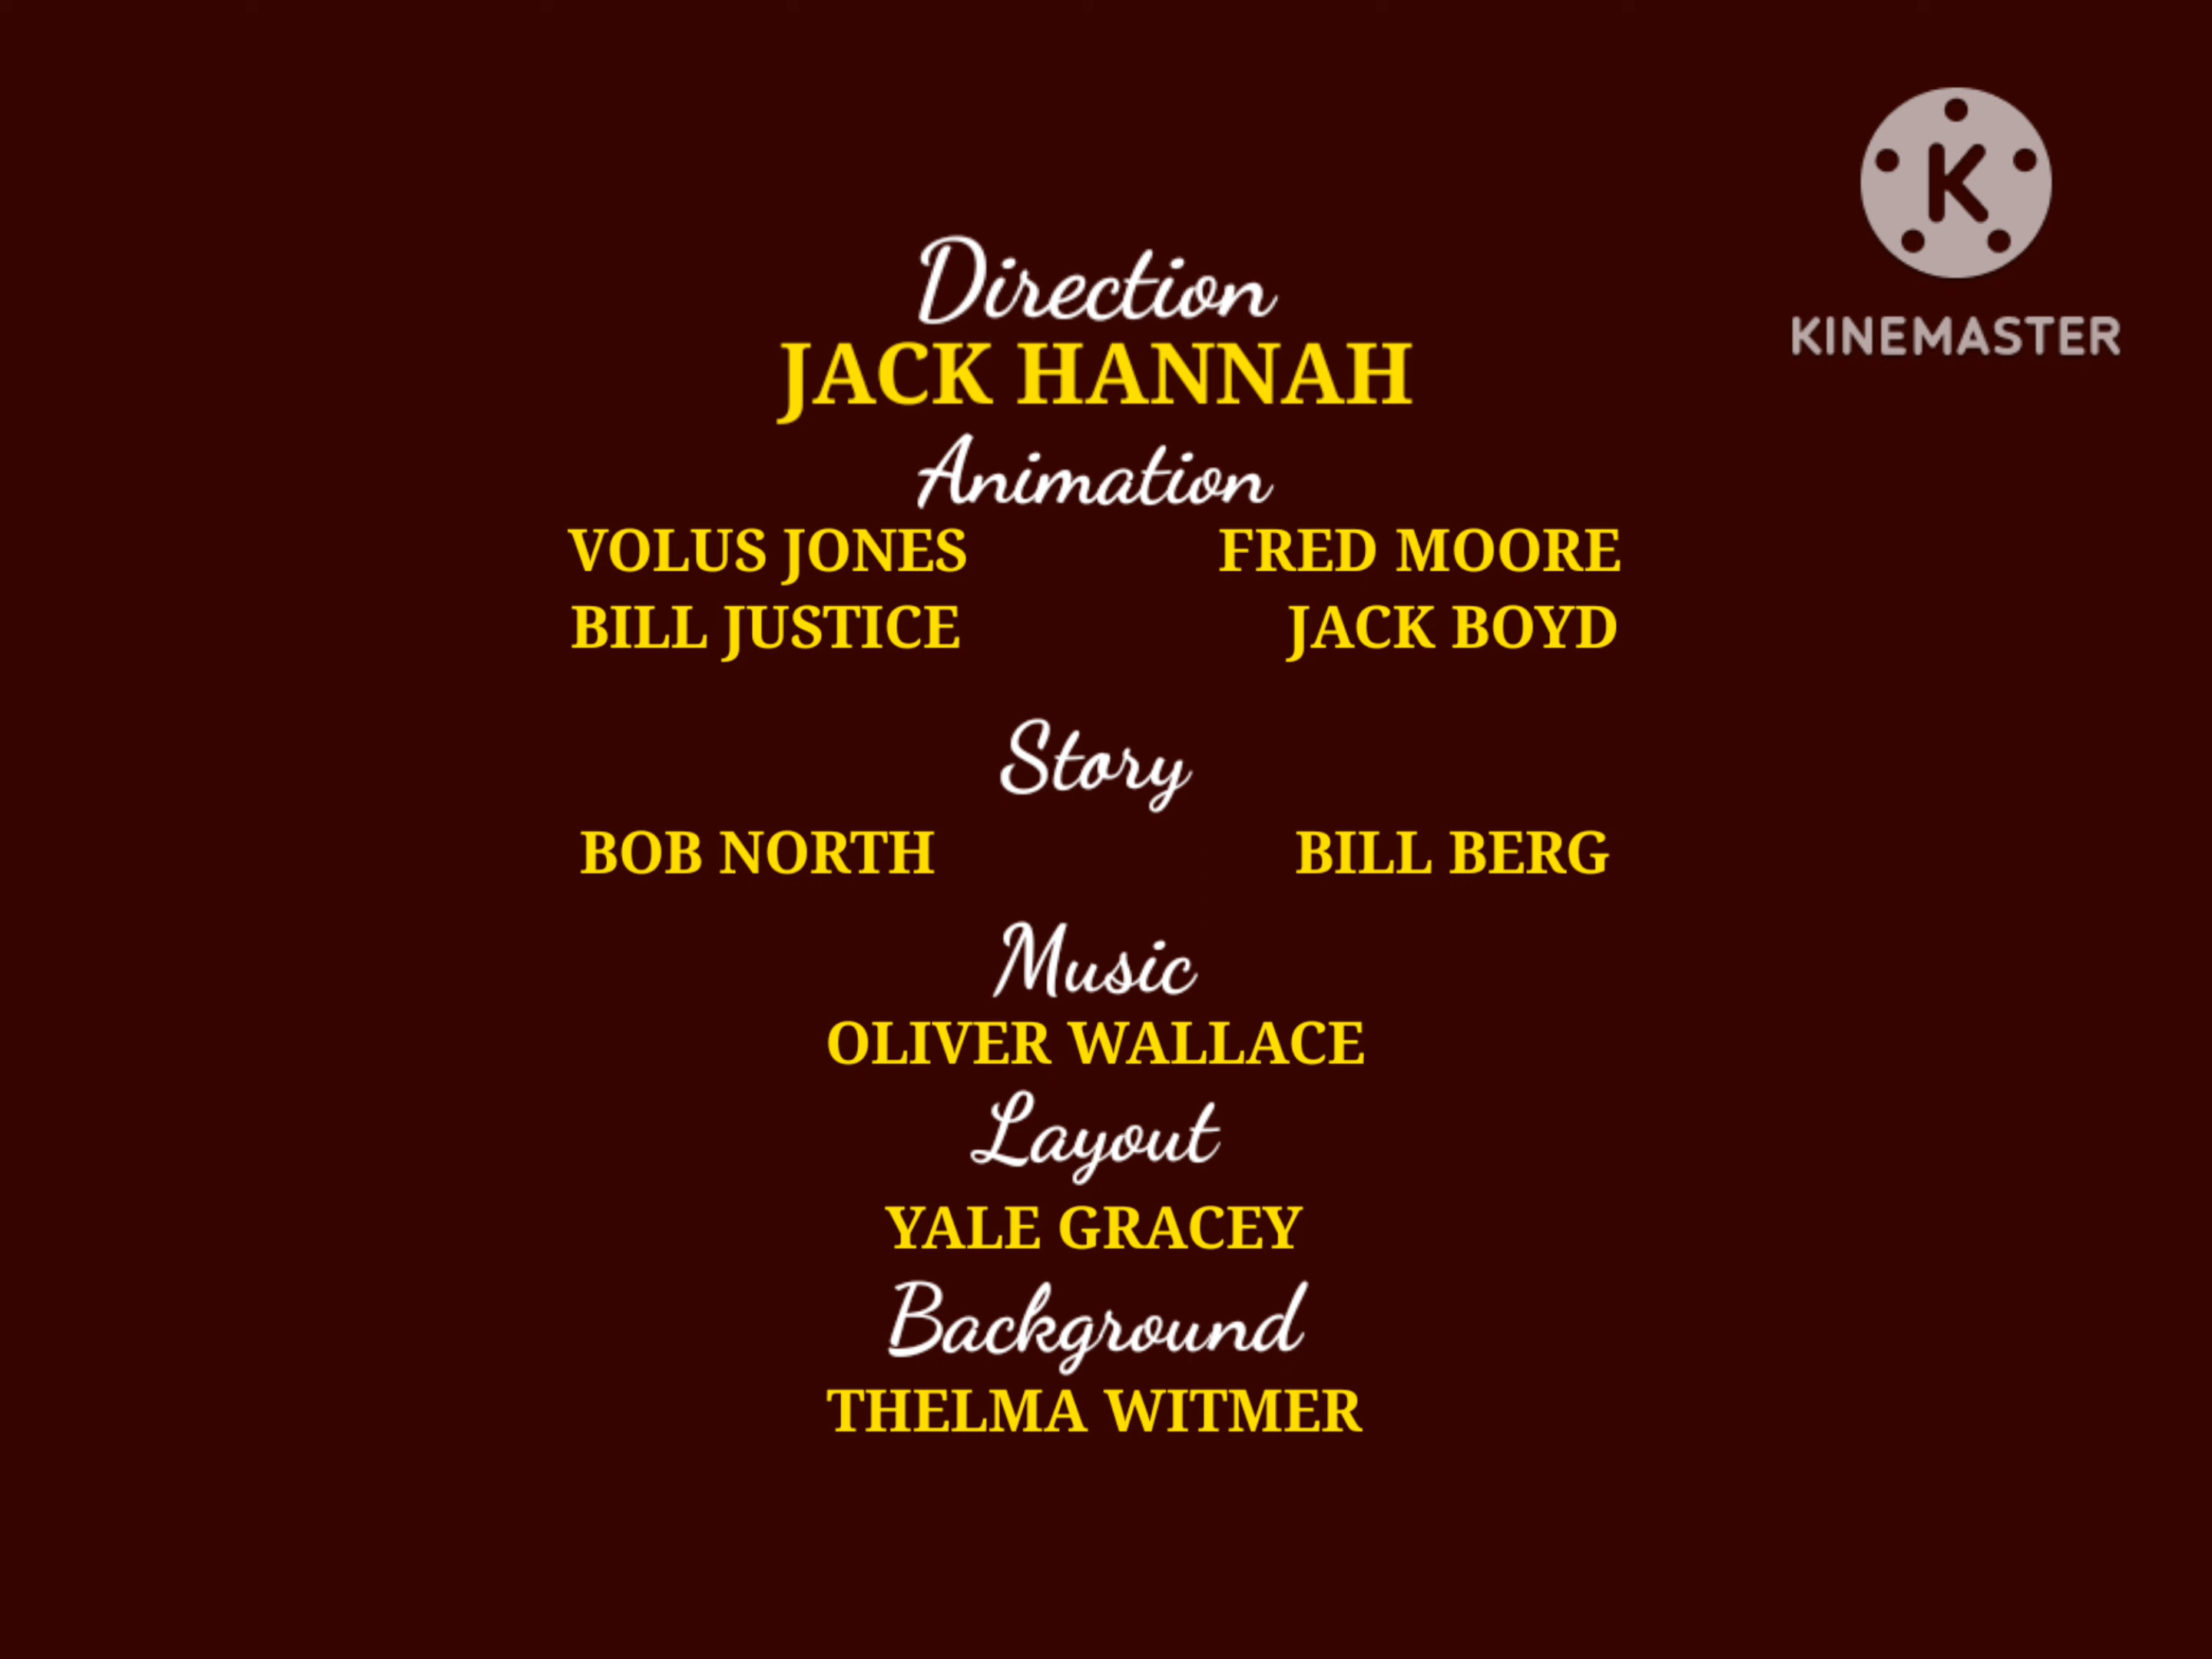 K
KINEMASTER
Direction
JACK HANNAH
Animation
VOLUS JONES FRED MOORE
BILL JUSTICE JACK BOYD
Story
BOB NORTH BILL BERG
Music
OLIVER WALLACE
Layout
YALE GRACEY
Background
THELMA WITMER